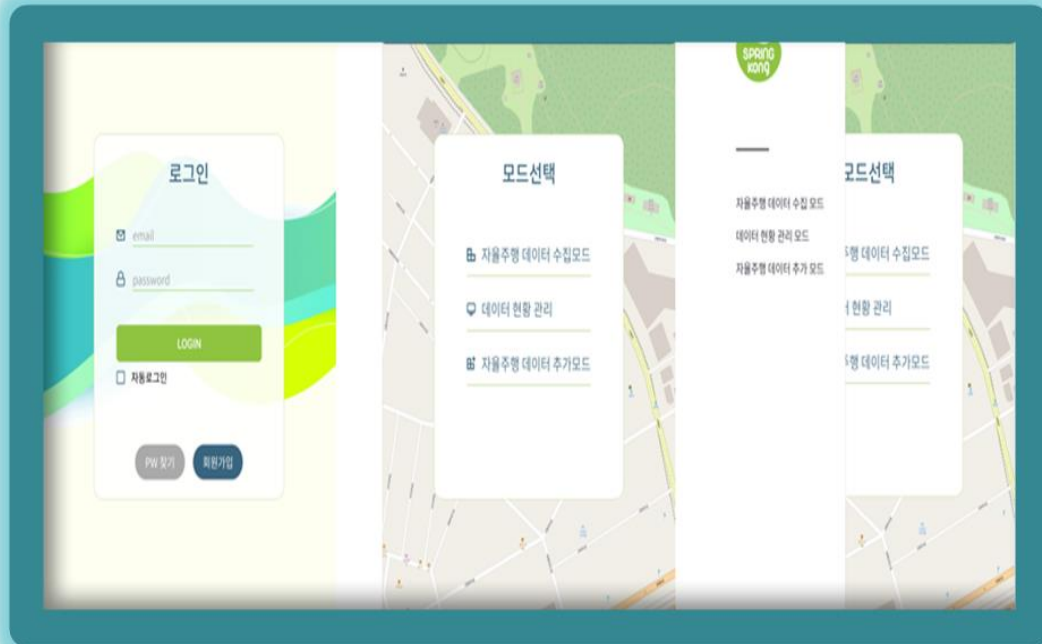 로그인
email
password
LOGIN
자동로그인
PW 찾기
회원가입
모드선택
자율주행 데이터 수집모드
데이터 현황 관리
자율주행 데이터 추가모드
SPRING
KONG
자율주행 데이터 수집 모드
데이터 현황 관리 모드
자율주행 데이터 추가 모드
모드선택
주행 데이터 수집모드
터 현황 관리
주행 데이터 추가모드